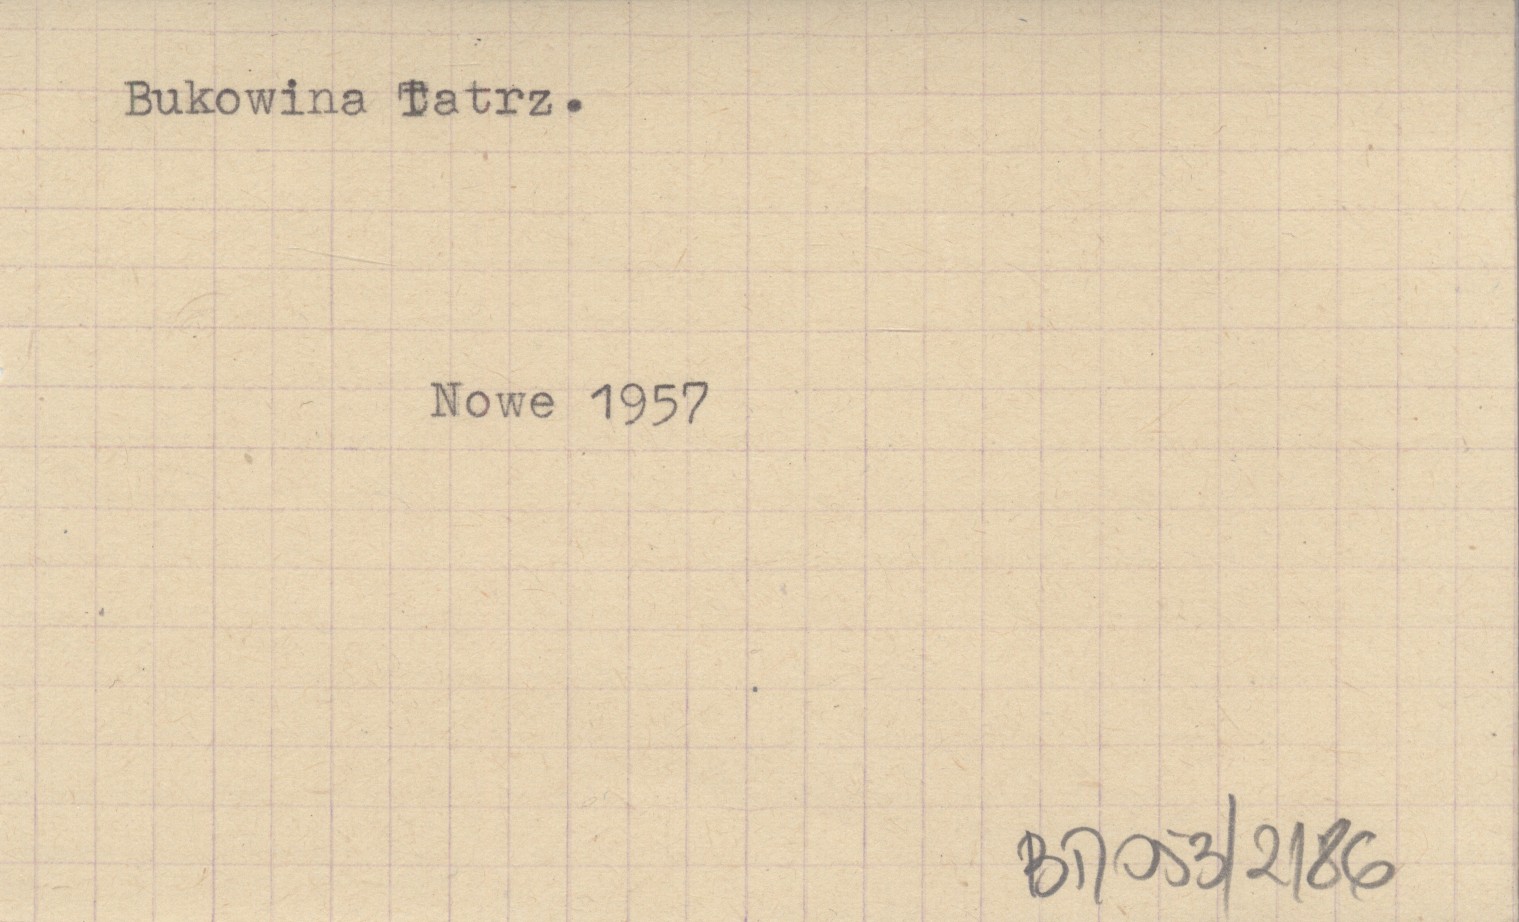 Bukowina Tatrz.
Nowe 1957
BT/053/2186